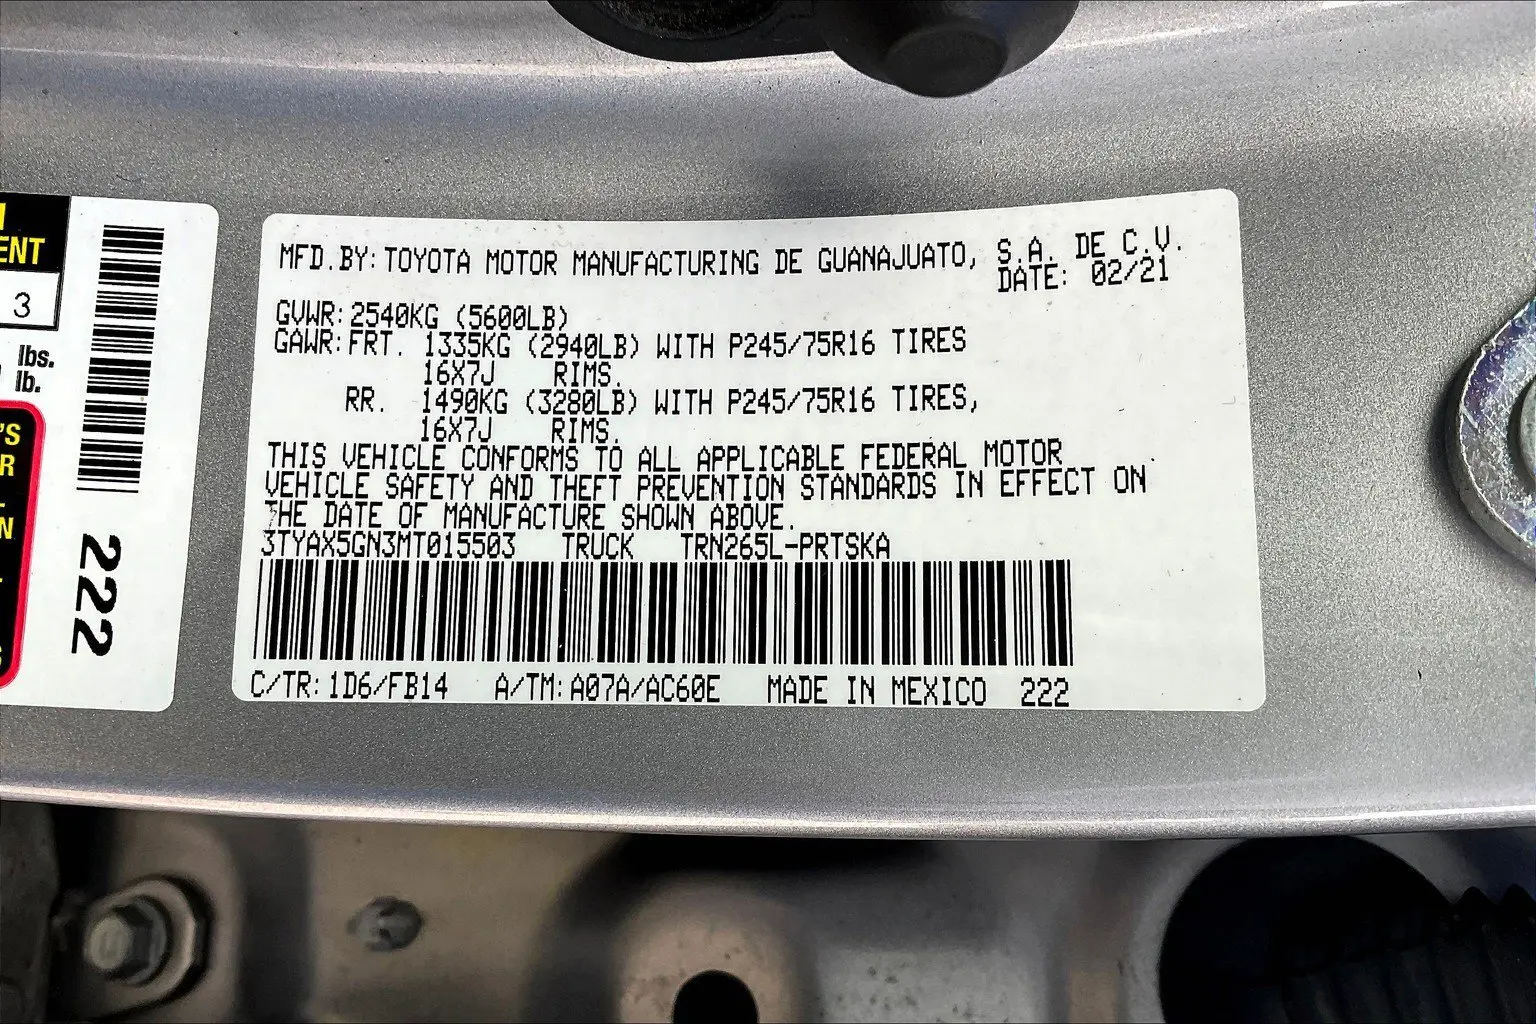 MFD.BY: TOYOTA MOTOR MANUFACTURING DE GUANAJUATO, S.A. DE C.V.
DATE: 02/21
GVWR: 2540KG (5600LB)
GAWR: FRT. 1335KG (2940LB) WITH P245/75R16 TIRES
16X7J RIMS.
RR. 1490KG (3280LB) WITH P245/75R16 TIRES,
16X7J RIMS.
THIS VEHICLE CONFORMS TO ALL APPLICABLE FEDERAL MOTOR
VEHICLE SAFETY AND THEFT PREVENTION STANDARDS IN EFFECT ON
THE DATE OF MANUFACTURE SHOWN ABOVE.
3TYAX5GN3MT015503 TRUCK TRN265L-PRTSKA
C/TR: 1D6/FB14 A/TM: A07A/AC60E MADE IN MEXICO 222
ENT
3
lbs.
lb.
'S
R
N
222